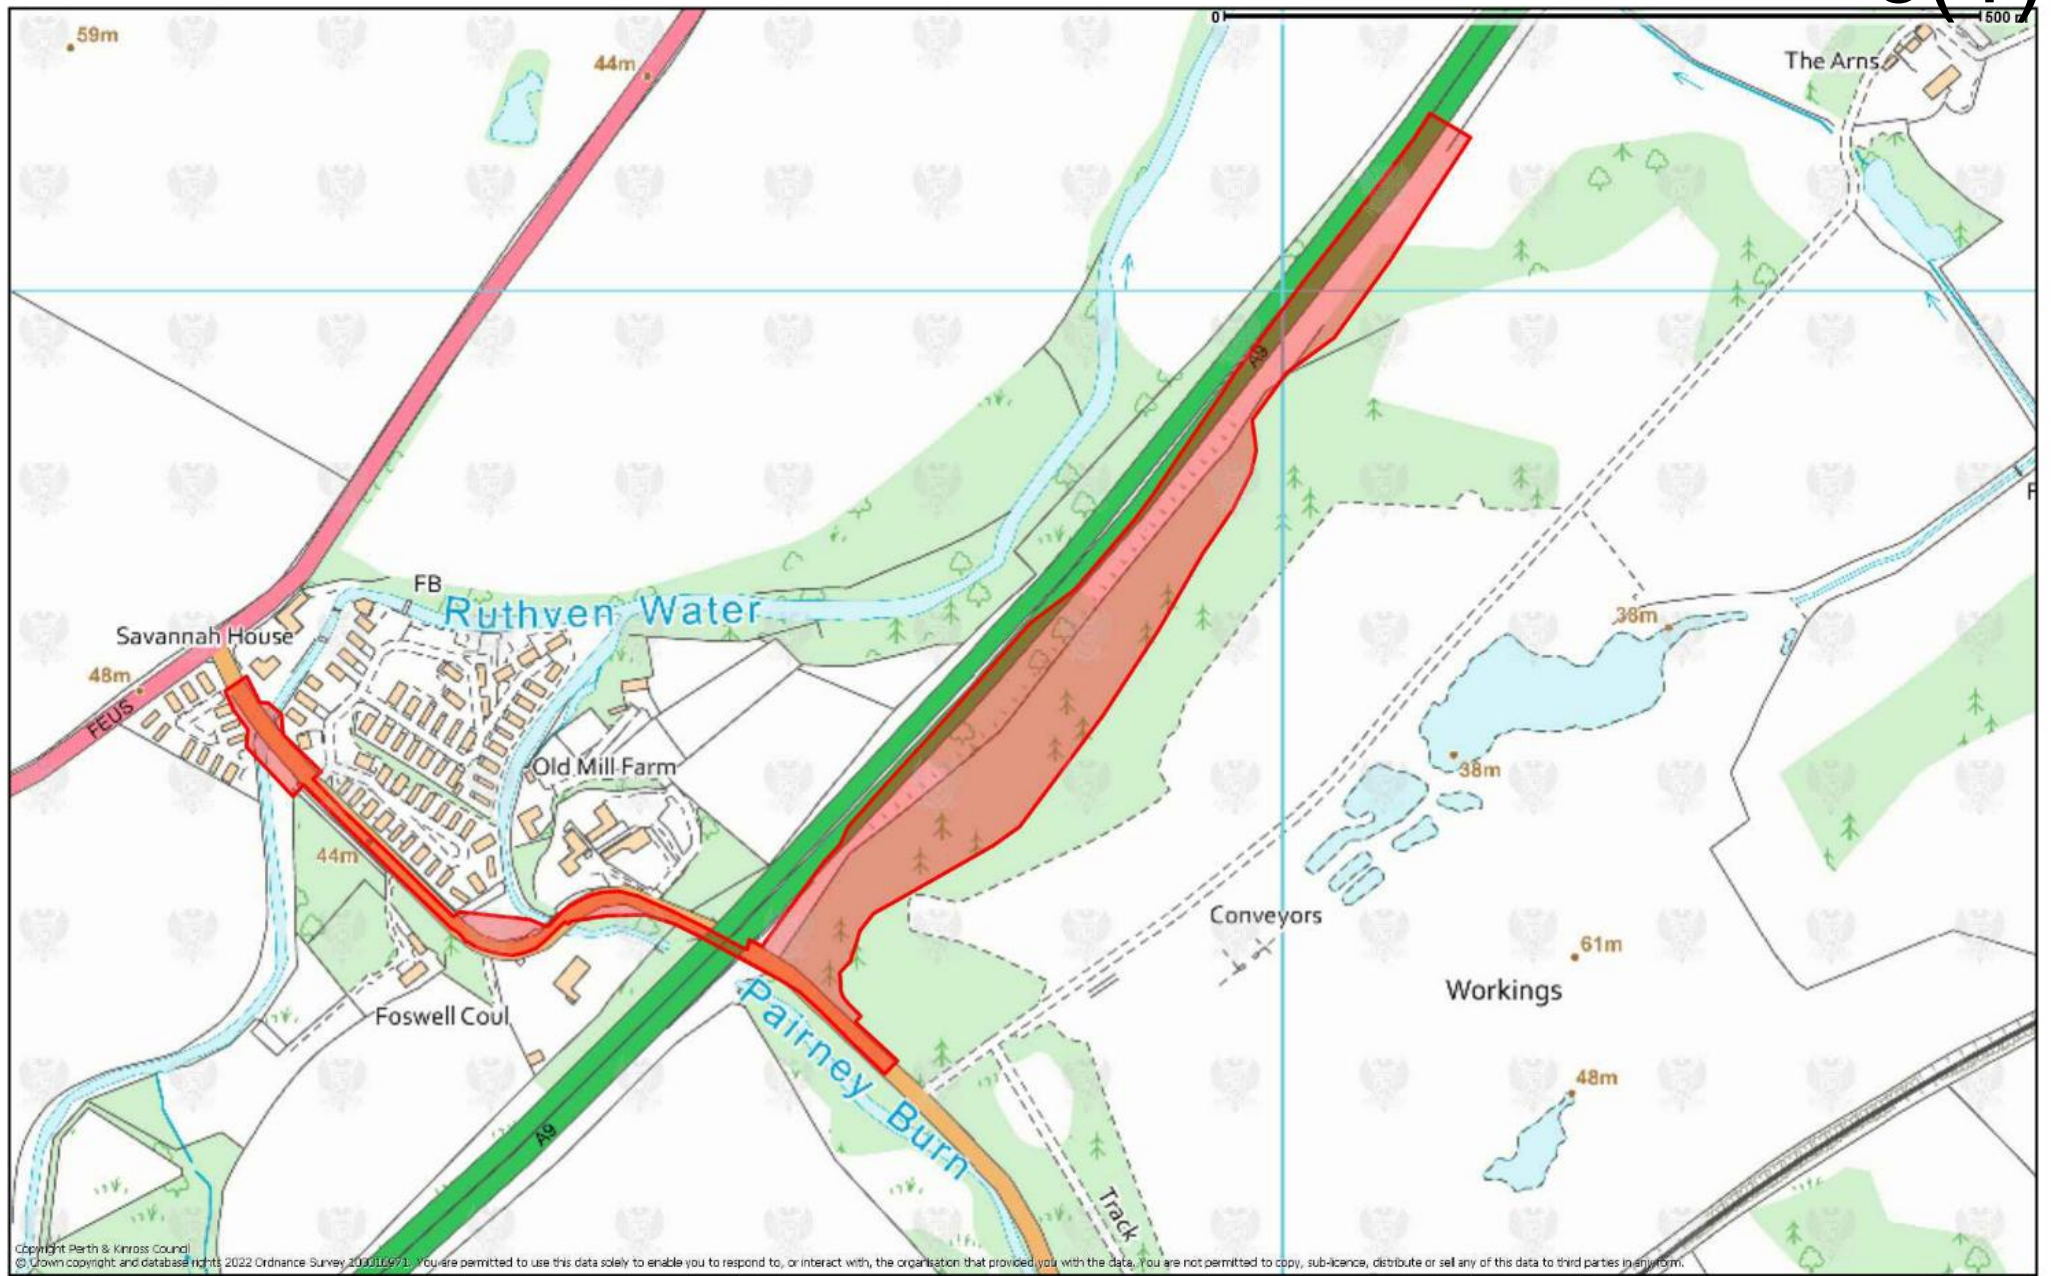 0 500 m
59m
44m
The Arns
A9
FB
Ruthven Water
Savannah House
38m
48m
FEUS
38m
Old Mill Farm
44m
Conveyors
61m
Workings
Foswell Coul
Pairney Burn
48m
A9
Track
Copyright Perth & Kinross Council
© Crown copyright and database rights 2022 Ordnance Survey 100016971. You are permitted to use this data solely to enable you to respond to, or interact with, the organisation that provided you with the data. You are not permitted to copy, sub-licence, distribute or sell any of this data to third parties in any form.